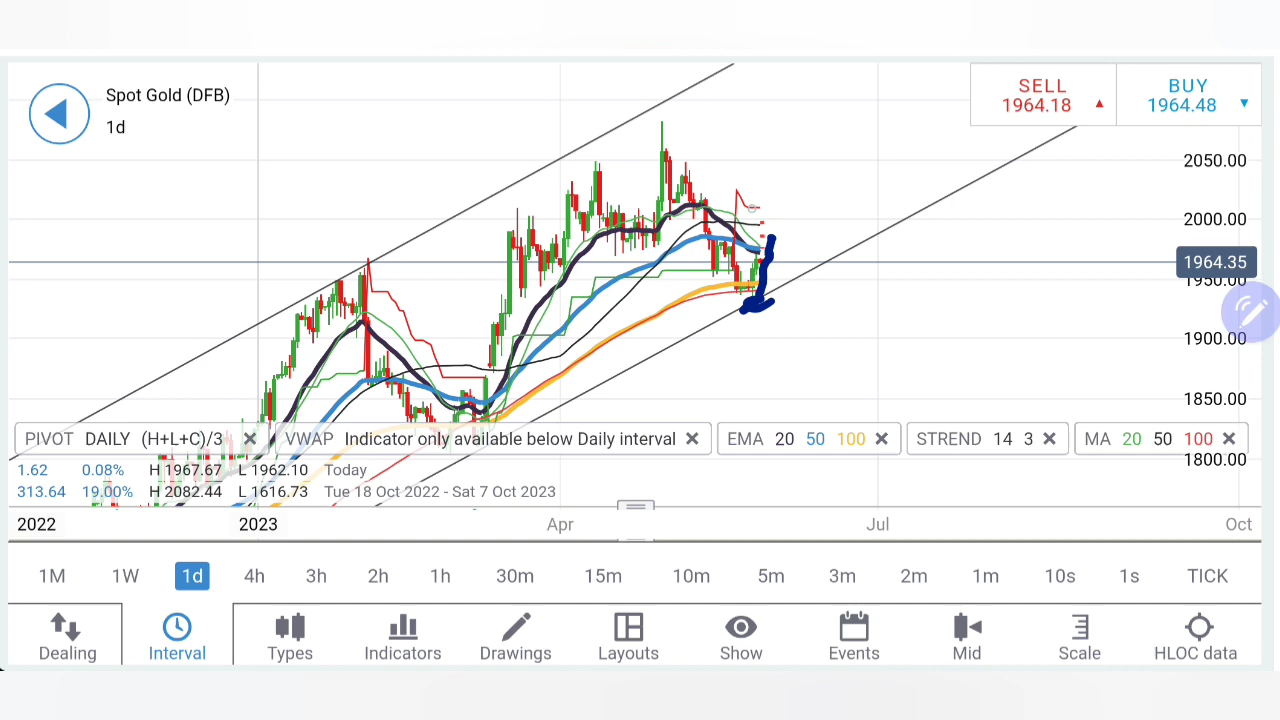 Spot Gold (DFB)
1d
SELL BUY
1964.18 1964.48
2050.00
2000.00
1964.35
1950.00
1900.00
1850.00
PIVOT DAILY (H+L+C)/3 VWAP Indicator only available below Daily interval EMA 20 50 100 STREND 14 3 MA 20 50 100
1800.00
1.62 0.08% H 1967.67 L 1962.10 Today
313.64 19.00% H 2082.44 L 1616.73 Tue 18 Oct 2022 - Sat 7 Oct 2023
2022 2023 Apr Jul Oct
1M 1W 1d 4h 3h 2h 1h 30m 15m 10m 5m 3m 2m 1m 10s 1s TICK
Dealing Interval Types Indicators Drawings Layouts Show Events Mid Scale HLOC data